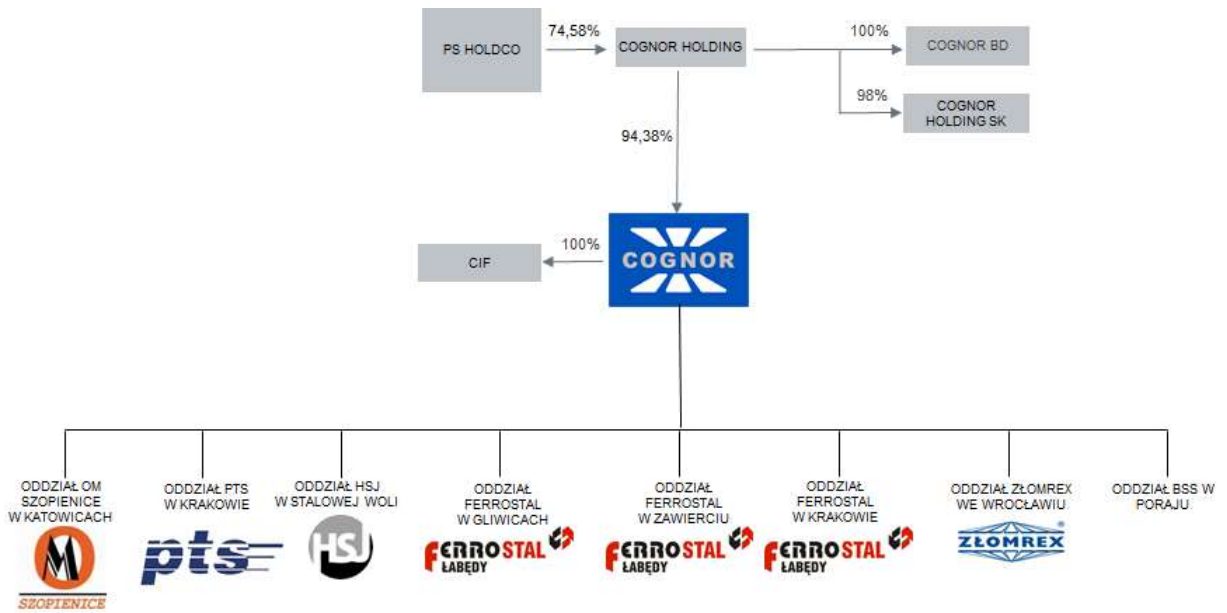 PS HOLDCO
74,58%
COGNOR HOLDING
100%
COGNOR BD
98%
COGNOR
HOLDING SK
94,38%
CIF
100%
COGNOR
ODDZIAŁ OM
SZOPIENICE
W KATOWICACH
M
SZOPIENICE
ODDZIAŁ PTS
W KRAKOWIE
pts
ODDZIAŁ HSJ
W STALOWEJ WOLI
HSJ
ODDZIAŁ
FERROSTAL
W GLIWICACH
FERROSTAL
ŁABĘDY
ODDZIAŁ
FERROSTAL
W ZAWIERCIU
FERROSTAL
ŁABĘDY
ODDZIAŁ
FERROSTAL
W KRAKOWIE
FERROSTAL
ŁABĘDY
ODDZIAŁ ZŁOMREX
WE WROCŁAWIU
ZŁOMREX®
ODDZIAŁ BSS W
PORAJU